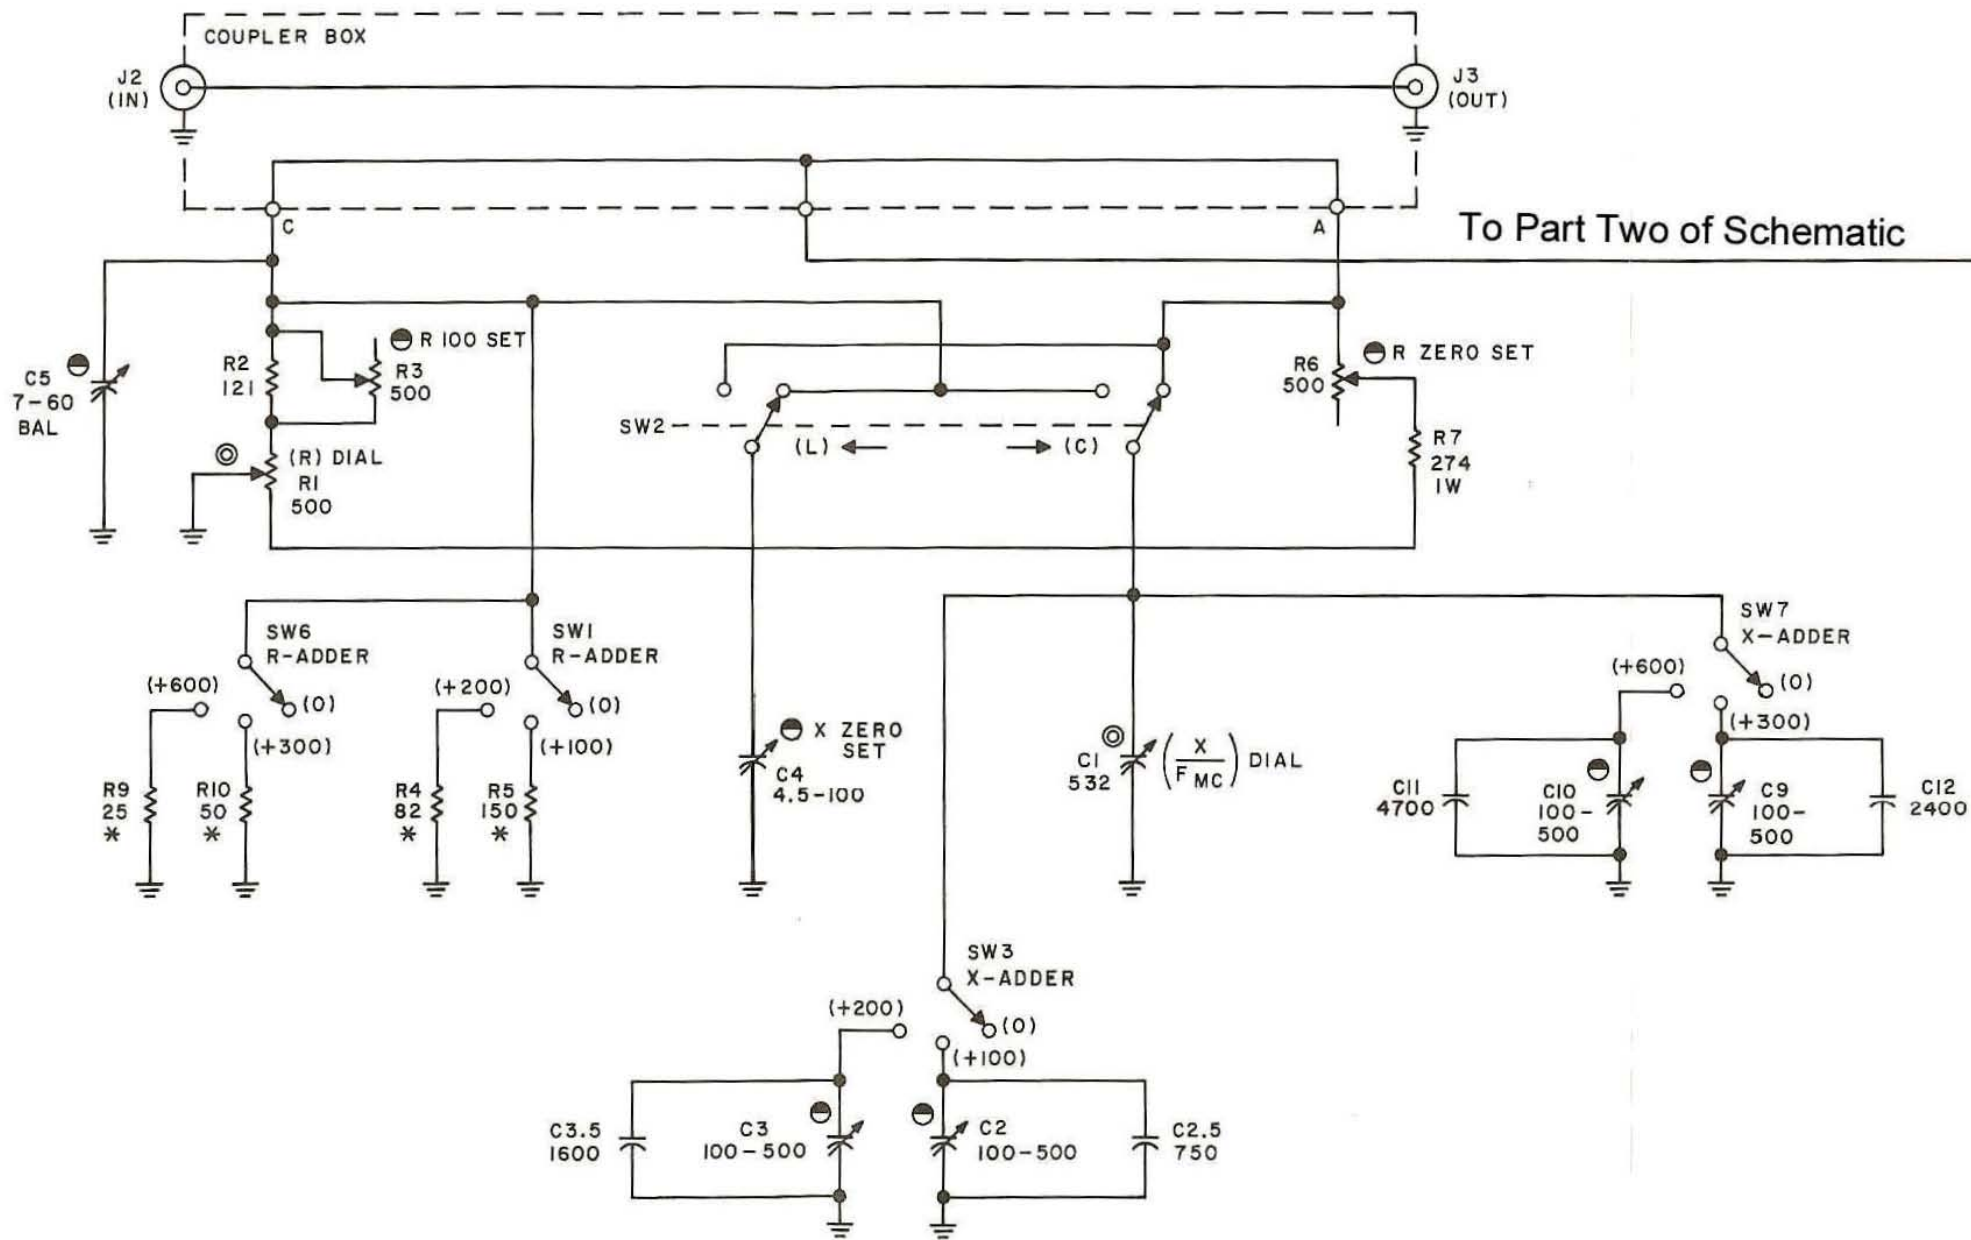 COUPLER BOX
J2
(IN)
J3
(OUT)
C
A
To Part Two of Schematic
C5
7-60
BAL
R2
121
R 100 SET
R3
500
(R) DIAL
R1
500
SW2
(L)
(C)
R6
500
R ZERO SET
R7
274
1W
SW6
R-ADDER
(+600)
(0)
(+300)
R9
25
*
R10
50
*
SW1
R-ADDER
(+200)
(0)
(+100)
R4
82
*
R5
150
*
X ZERO
SET
C4
4.5-100
C1
532
(X/F MC) DIAL
SW7
X-ADDER
(+600)
(0)
(+300)
C11
4700
C10
100-
500
C9
100-
500
C12
2400
SW3
X-ADDER
(+200)
(0)
(+100)
C3.5
1600
C3
100-500
C2
100-500
C2.5
750